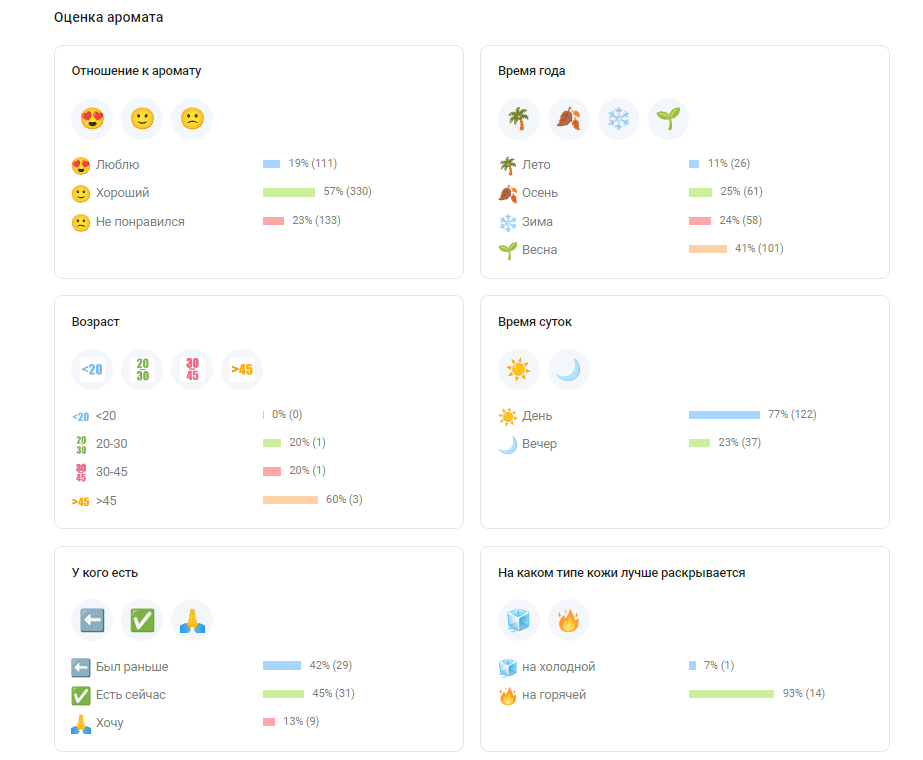 Оценка аромата
Отношение к аромату
Люблю 19% (111)
Хороший 57% (330)
Не понравился 23% (133)
Время года
Лето 11% (26)
Осень 25% (61)
Зима 24% (58)
Весна 41% (101)
Возраст
<20 20 30 30 45 >45
<20 <20 0% (0)
20 30 20-30 20% (1)
30 45 30-45 20% (1)
>45 >45 60% (3)
Время суток
День 77% (122)
Вечер 23% (37)
У кого есть
Был раньше 42% (29)
Есть сейчас 45% (31)
Хочу 13% (9)
На каком типе кожи лучше раскрывается
на холодной 7% (1)
на горячей 93% (14)